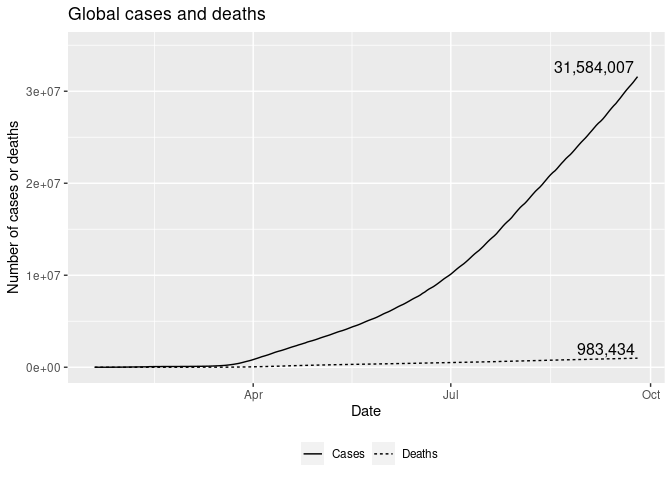 Global cases and deaths
31,584,007
3e+07
2e+07
1e+07
983,434
0e+00
Number of cases or deaths
Apr
Jul
Oct
Date
Cases
Deaths